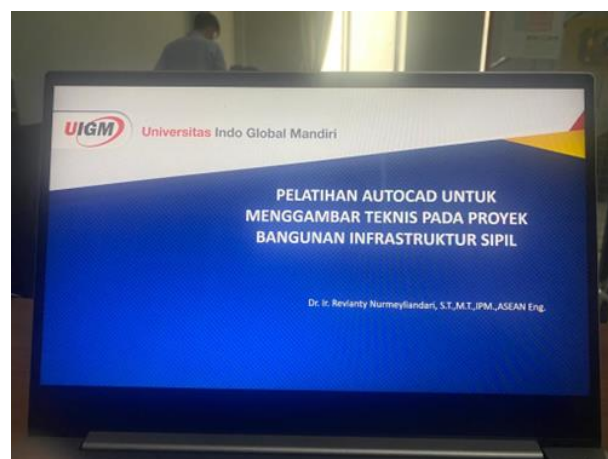 UIGM
Universitas Indo Global Mandiri
PELATIHAN AUTOCAD UNTUK
MENGGAMBAR TEKNIS PADA PROYEK
BANGUNAN INFRASTRUKTUR SIPIL
Dr. Ir. Revianty Nurmeyliandari, S.T.,M.T.,IPM.,ASEAN Eng.